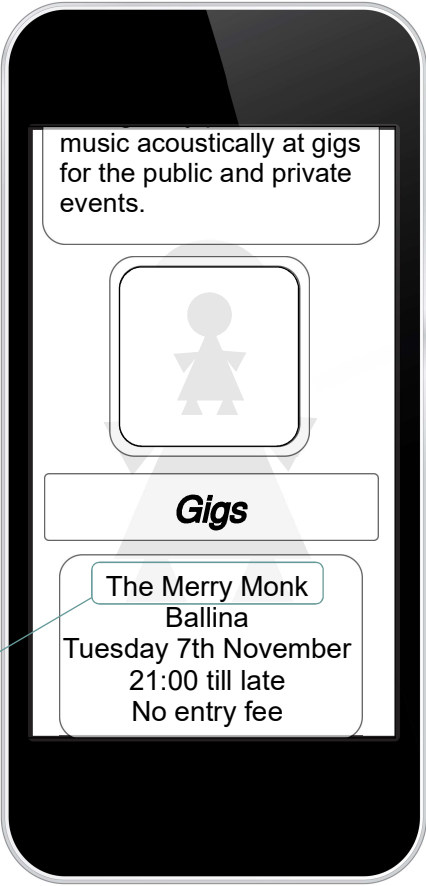 music acoustically at gigs
for the public and private
events.
Gigs
The Merry Monk
Ballina
Tuesday 7th November
21:00 till late
No entry fee